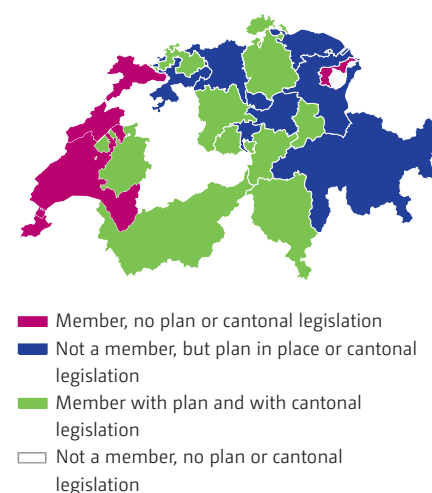 Member, no plan or cantonal legislation
Not a member, but plan in place or cantonal
legislation
Member with plan and with cantonal
legislation
Not a member, no plan or cantonal
legislation